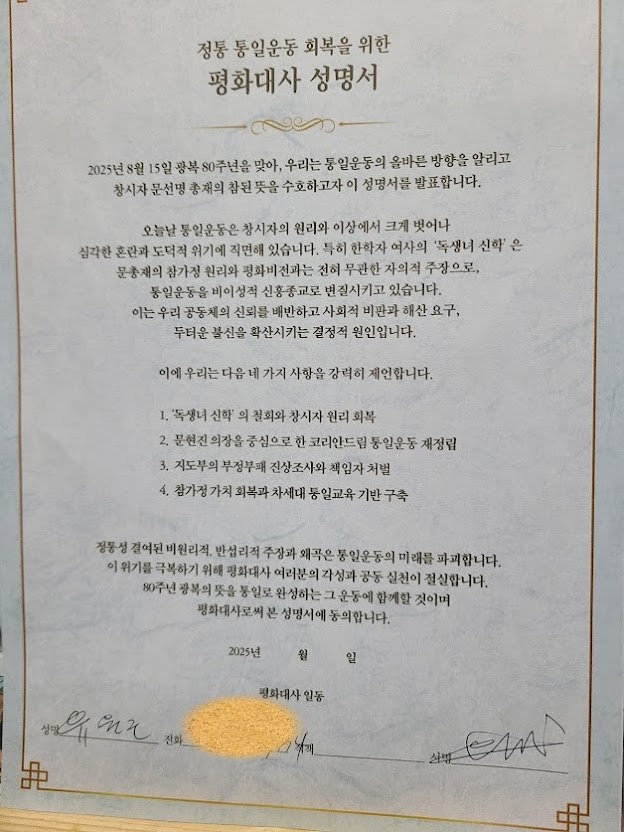 정통 통일운동 회복을 위한
평화대사 성명서
2025년 8월 15일 광복 80주년을 맞아, 우리는 통일운동의 올바른 방향을 알리고
창시자 문선명 총재의 참된 뜻을 수호하고자 이 성명서를 발표합니다.
오늘날 통일운동은 창시자의 원리와 이상에서 크게 벗어나
심각한 혼란과 도덕적 위기에 직면해 있습니다. 특히 한학자 여사의 '독생녀 신학' 은
문총재의 참가정 원리와 평화비전과는 전혀 무관한 자의적 주장으로,
통일운동을 비이성적 신흥종교로 변질시키고 있습니다.
이는 우리 공동체의 신뢰를 배반하고 사회적 비판과 해산 요구,
두터운 불신을 확산시키는 결정적 원인입니다.
이에 우리는 다음 네 가지 사항을 강력히 제언합니다.
1. '독생녀 신학' 의 철회와 창시자 원리 회복
2. 문현진 의장을 중심으로 한 코리안드림 통일운동 재정립
3. 지도부의 부정부패 진상조사와 책임자 처벌
4. 참가정 가치 회복과 차세대 통일교육 기반 구축
정통성 결여된 비원리적, 반섭리적 주장과 왜곡은 통일운동의 미래를 파괴합니다.
이 위기를 극복하기 위해 평화대사 여러분의 각성과 공동 실천이 절실합니다.
80주년 광복의 뜻을 통일로 완성하는 그 운동에 함께할 것이며
평화대사로써 본 성명서에 동의합니다.
2025년 월 일
평화대사 일동
성명 전화 서명